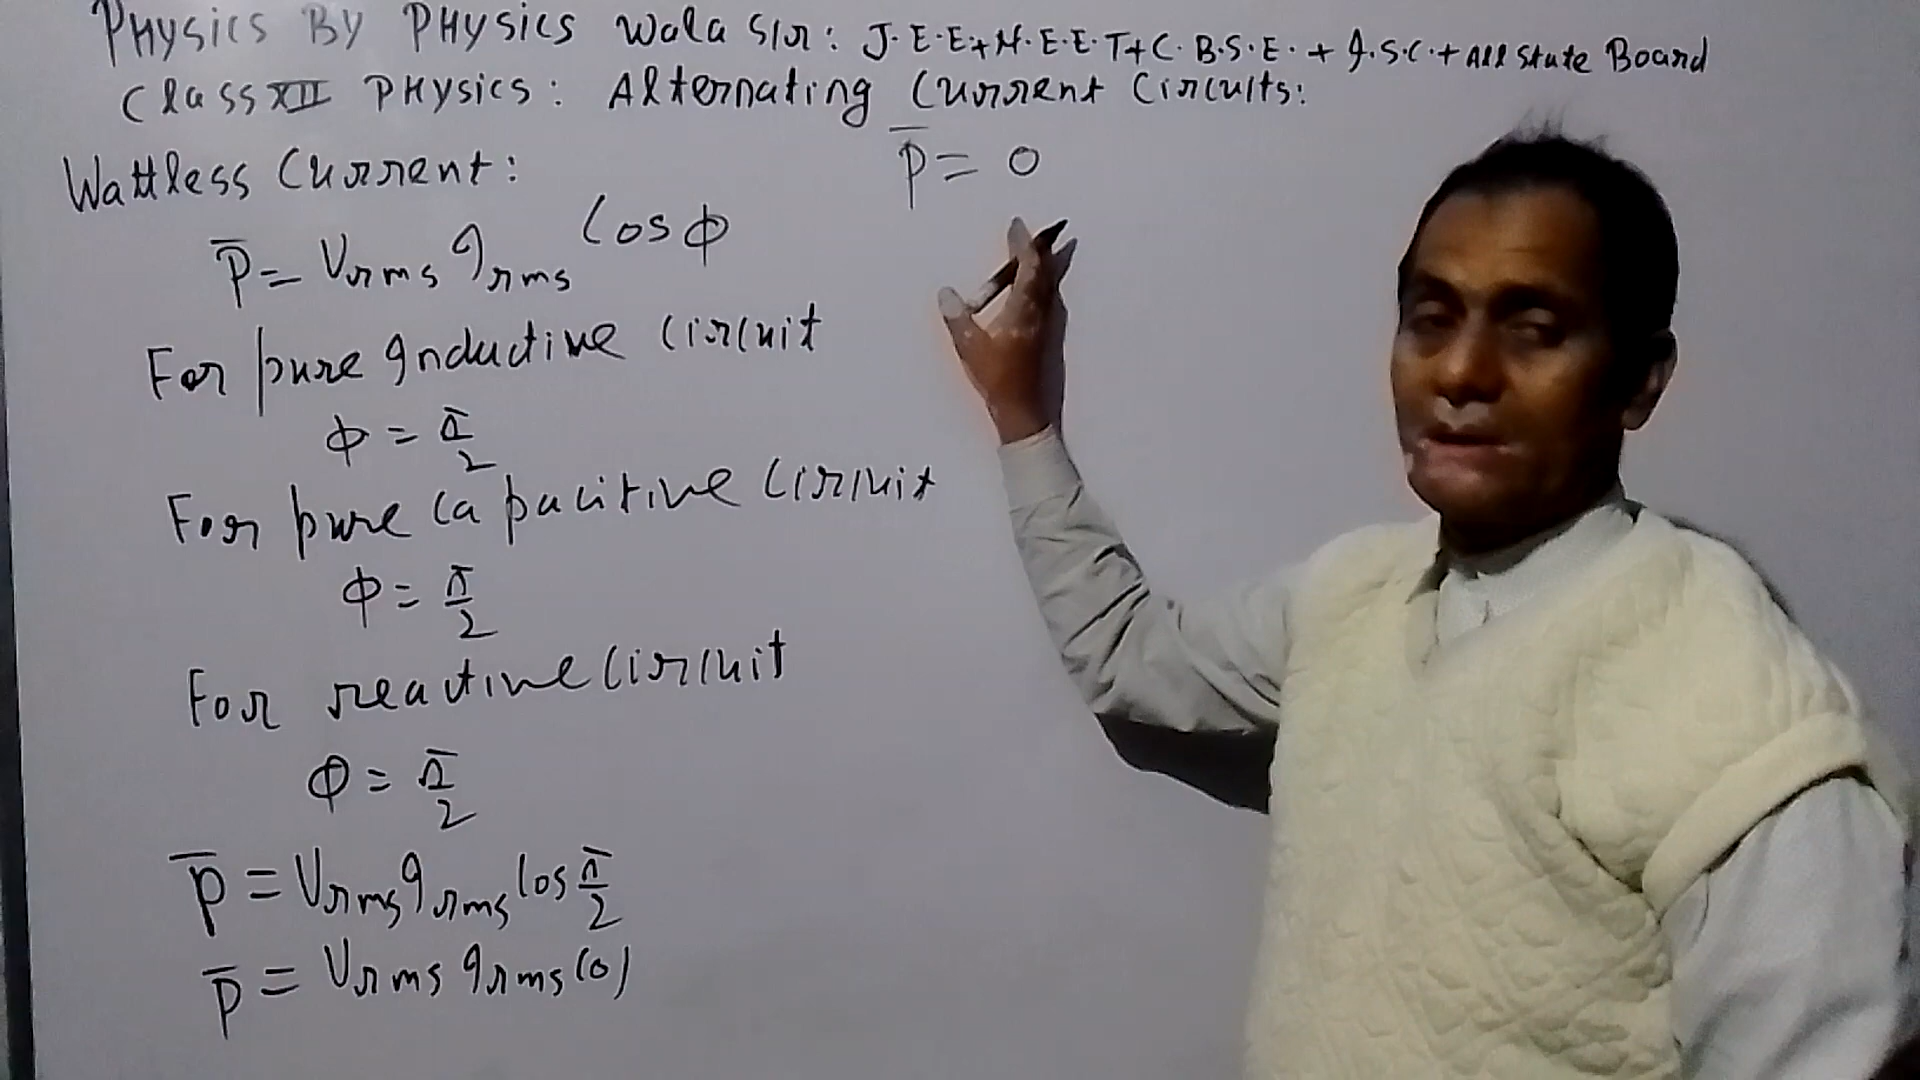 PHYSICS BY PHYSICS Wala Sir: J.E.E+N.E.E.T+C.B.S.E.+I.S.C.+All State Board
Class XII PHYSICS: Alternating Current Circuits:
Wattless Current:
P̅ = Vrms Irms Cosφ
For pure Inductive Circuit
φ = π/2
For pure Capacitive Circuit
φ = π/2
For reactive Circuit
φ = π/2
P̅ = Vrms Irms Cos π/2
P̅ = Vrms Irms (0)
P̅ = 0